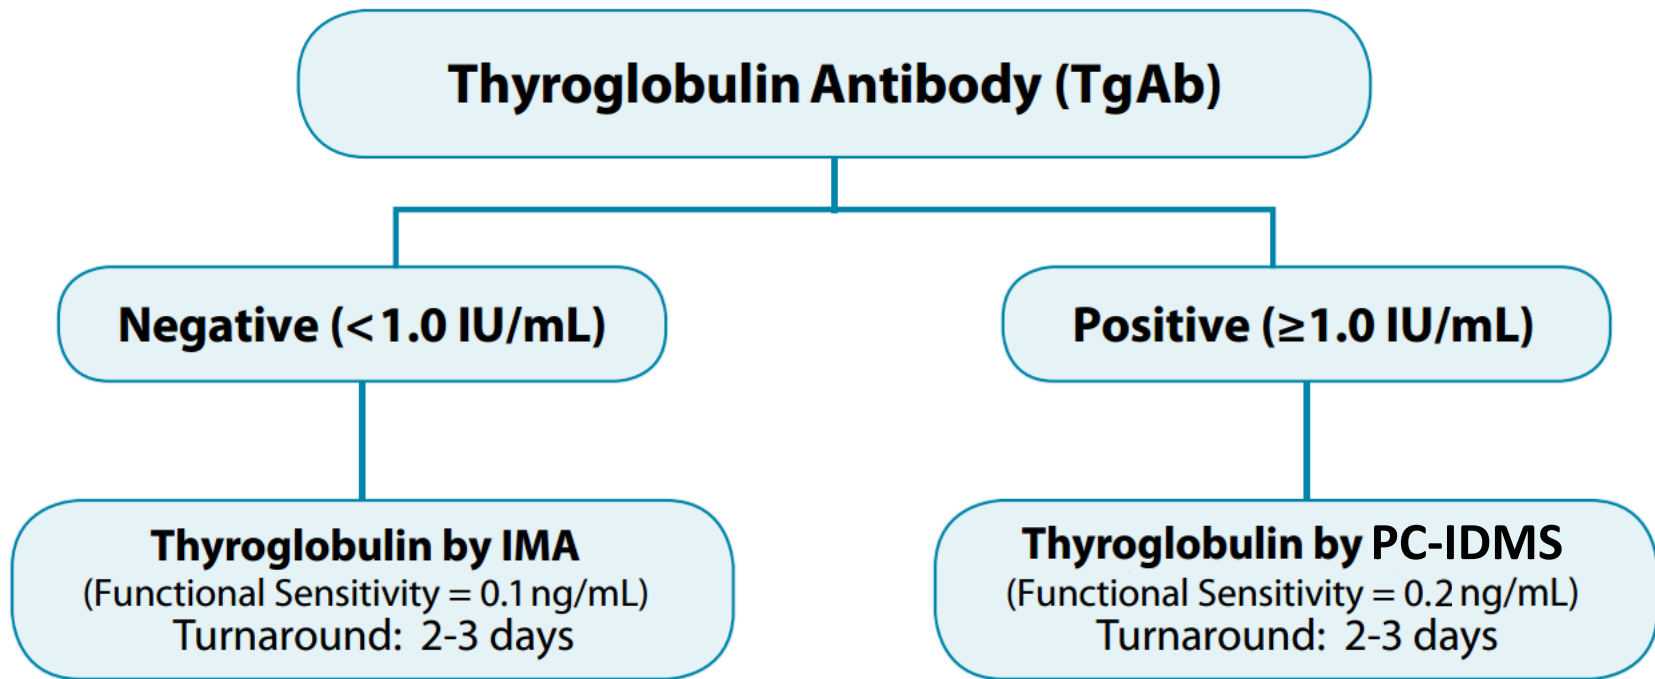 Thyroglobulin Antibody (TgAb)
Negative (<1.0 IU/mL)
Positive (≥1.0 IU/mL)
Thyroglobulin by IMA
(Functional Sensitivity = 0.1 ng/mL)
Turnaround: 2-3 days
Thyroglobulin by PC-IDMS
(Functional Sensitivity = 0.2 ng/mL)
Turnaround: 2-3 days